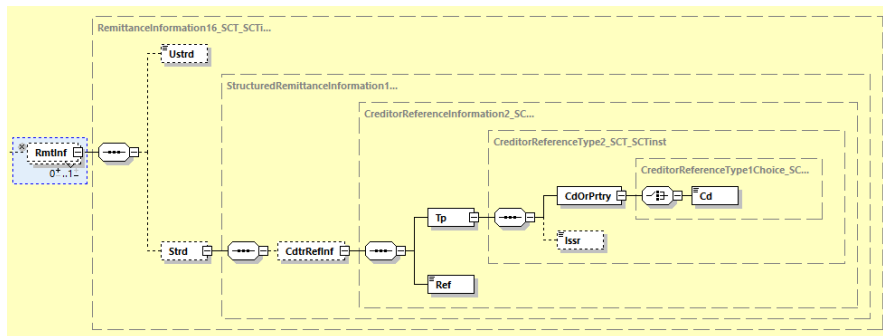 RemittanceInformation16_SCT_SCTi...
Ustrd
StructuredRemittanceInformation1...
CreditorReferenceInformation2_SC...
CreditorReferenceType2_SCT_SCTinst
RmtInf
0..1
CreditorReferenceType1Choice_SC...
CdOrPrtry
Cd
Tp
Issr
Strd
CdtrRefInf
Ref